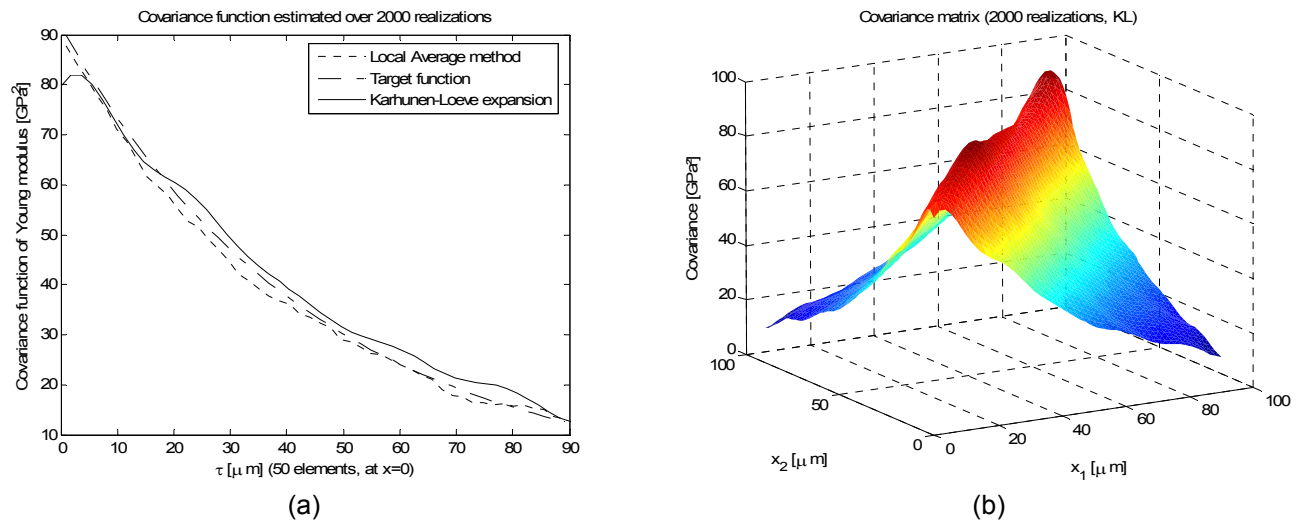 Covariance function estimated over 2000 realizations
90
80
70
60
50
40
30
20
10
Covariance function of Young modulus [GPa²]
Local Average method
Target function
Karhunen-Loeve expansion
0 10 20 30 40 50 60 70 80 90
τ [μ m] (50 elements, at x=0)
(a)
Covariance matrix (2000 realizations, KL)
100
80
60
40
20
0
Covariance [GPa²]
100
50
0
x₂ [μ m]
0 20 40 60 80 100
x₁ [μ m]
(b)